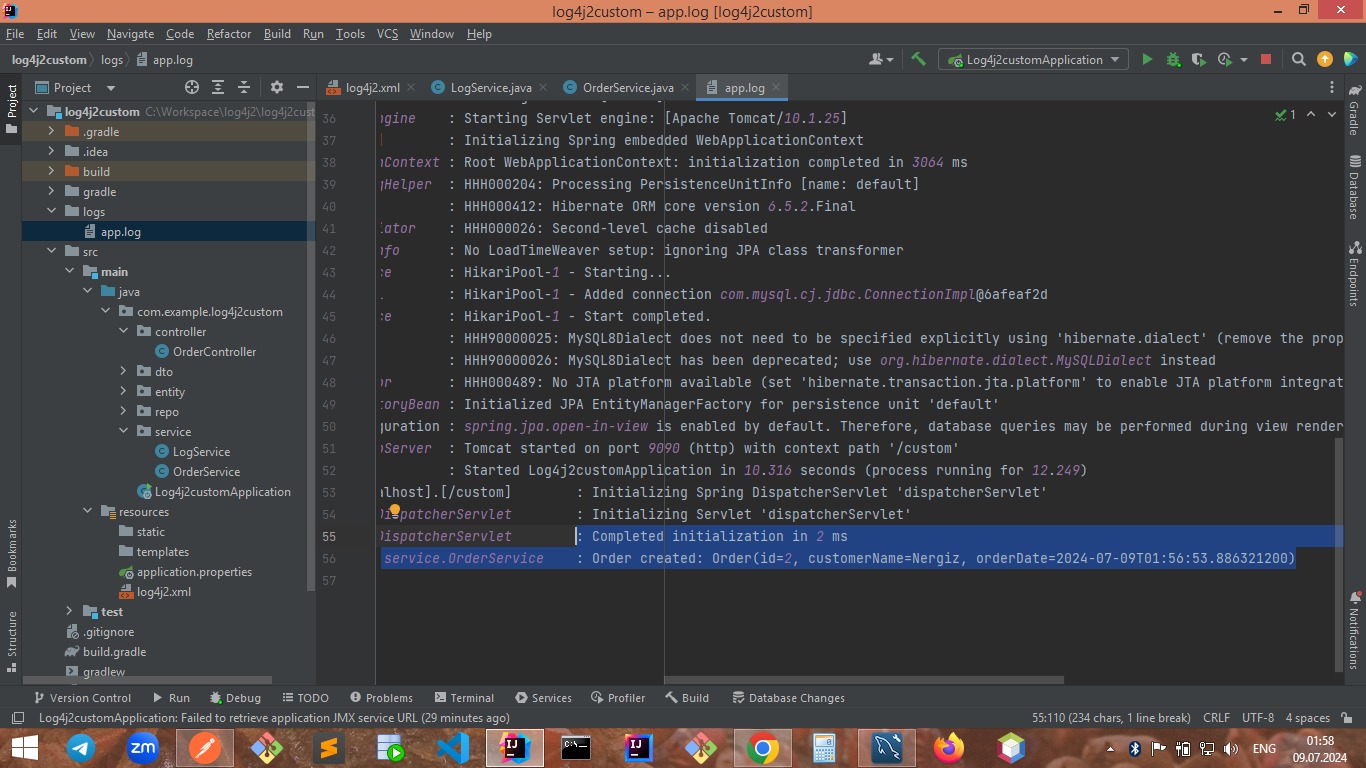 log4j2custom – app.log [log4j2custom]
File Edit View Navigate Code Refactor Build Run Tools VCS Window Help
log4j2custom logs app.log
Log4j2customApplication
Project
log4j2.xml LogService.java OrderService.java app.log
log4j2custom C:\Workspace\log4j2\log4j2cust
.gradle
.idea
build
gradle
logs
app.log
src
main
java
com.example.log4j2custom
controller
OrderController
dto
entity
repo
service
LogService
OrderService
Log4j2customApplication
resources
static
templates
application.properties
log4j2.xml
test
.gitignore
build.gradle
gradlew
1
36 ngine : Starting Servlet engine: [Apache Tomcat/10.1.25]
37 : Initializing Spring embedded WebApplicationContext
38 nContext : Root WebApplicationContext: initialization completed in 3064 ms
39 gHelper : HHH000204: Processing PersistenceUnitInfo [name: default]
40 : HHH000412: Hibernate ORM core version 6.5.2.Final
41 iator : HHH000026: Second-level cache disabled
42 nfo : No LoadTimeWeaver setup: ignoring JPA class transformer
43 ce : HikariPool-1 - Starting...
44 : HikariPool-1 - Added connection com.mysql.cj.jdbc.ConnectionImpl@6afeaf2d
45 ce : HikariPool-1 - Start completed.
46 : HHH90000025: MySQL8Dialect does not need to be specified explicitly using 'hibernate.dialect' (remove the prop
47 : HHH90000026: MySQL8Dialect has been deprecated; use org.hibernate.dialect.MySQLDialect instead
48 or : HHH000489: No JTA platform available (set 'hibernate.transaction.jta.platform' to enable JTA platform integrat
49 toryBean : Initialized JPA EntityManagerFactory for persistence unit 'default'
50 guration : spring.jpa.open-in-view is enabled by default. Therefore, database queries may be performed during view render
51 bServer : Tomcat started on port 9090 (http) with context path '/custom'
52 : Started Log4j2customApplication in 10.316 seconds (process running for 12.249)
53 alhost].[/custom] : Initializing Spring DispatcherServlet 'dispatcherServlet'
54 DispatcherServlet : Initializing Servlet 'dispatcherServlet'
55 DispatcherServlet : Completed initialization in 2 ms
56 service.OrderService : Order created: Order(id=2, customerName=Nergiz, orderDate=2024-07-09T01:56:53.886321200)
57
Project
Bookmarks
Structure
Gradle
Database
Endpoints
Notifications
Version Control Run Debug TODO Problems Terminal Services Profiler Build Database Changes
Log4j2customApplication: Failed to retrieve application JMX service URL (29 minutes ago) 55:110 (234 chars, 1 line break) CRLF UTF-8 4 spaces
zm
ENG
01:58
09.07.2024